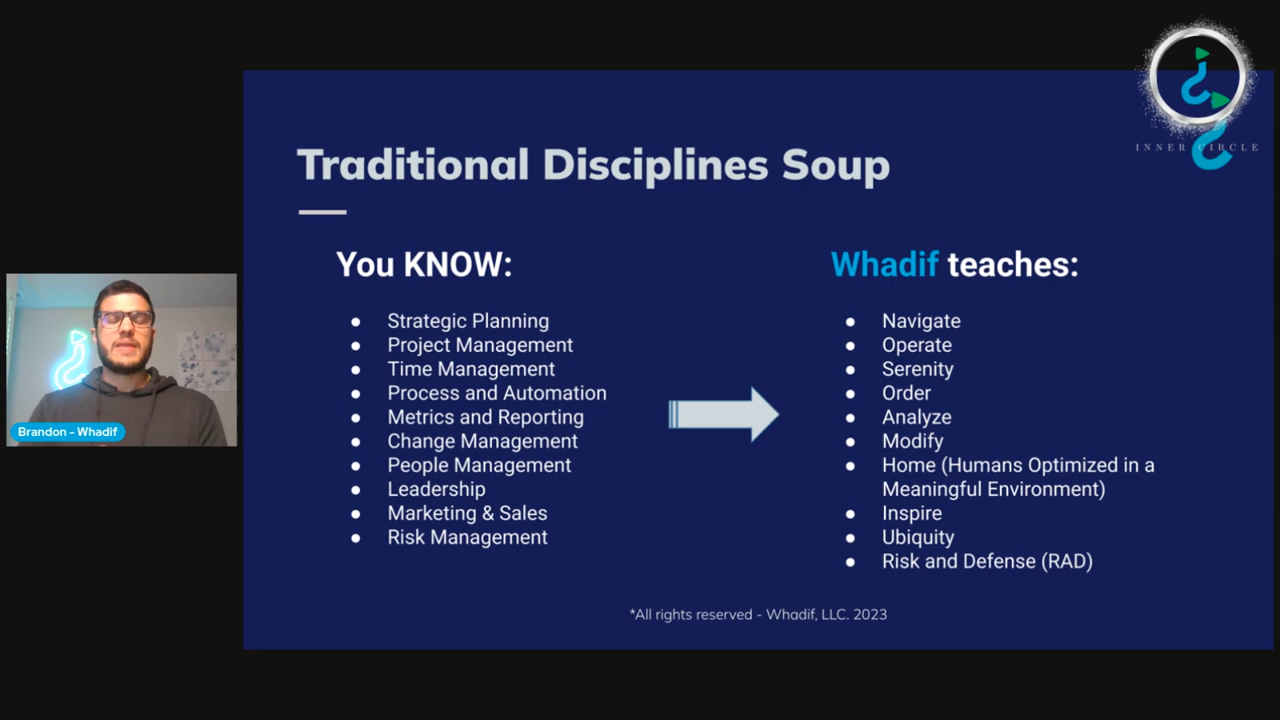 INNER CIRCLE
Traditional Disciplines Soup
You KNOW:
● Strategic Planning
● Project Management
● Time Management
● Process and Automation
● Metrics and Reporting
● Change Management
● People Management
● Leadership
● Marketing & Sales
● Risk Management
Whadif teaches:
● Navigate
● Operate
● Serenity
● Order
● Analyze
● Modify
● Home (Humans Optimized in a
Meaningful Environment)
● Inspire
● Ubiquity
● Risk and Defense (RAD)
*All rights reserved - Whadif, LLC. 2023
Brandon - Whadif